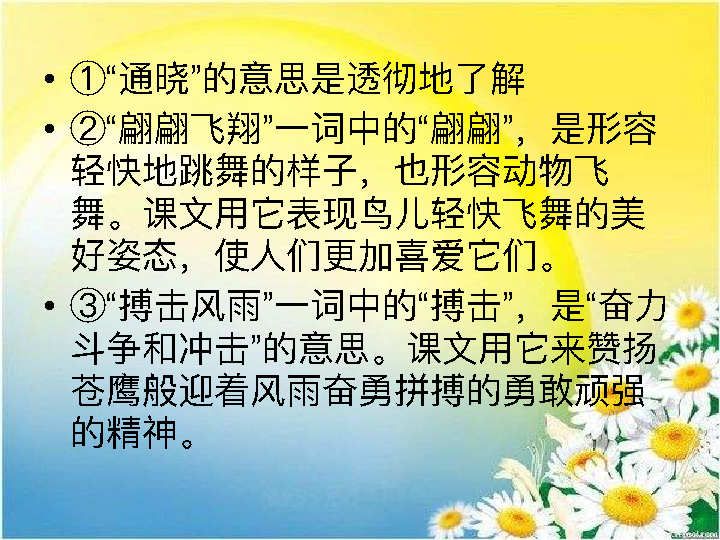 • ①“通晓”的意思是透彻地了解
• ②“翩翩飞翔”一词中的“翩翩”，是形容
轻快地跳舞的样子，也形容动物飞
舞。课文用它表现鸟儿轻快飞舞的美
好姿态，使人们更加喜爱它们。
• ③“搏击风雨”一词中的“搏击”，是“奋力
斗争和冲击”的意思。课文用它来赞扬
苍鹰般迎着风雨奋勇拼搏的勇敢顽强
的精神。